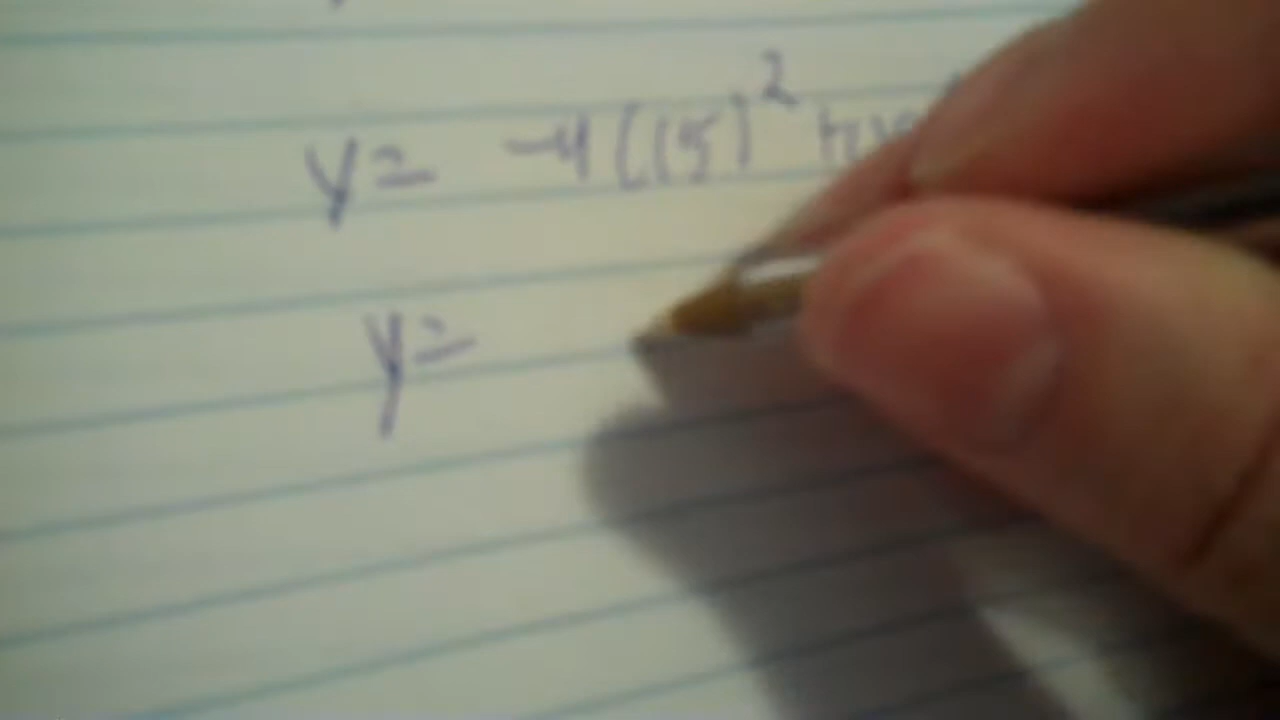 y= -4(15)²
y=